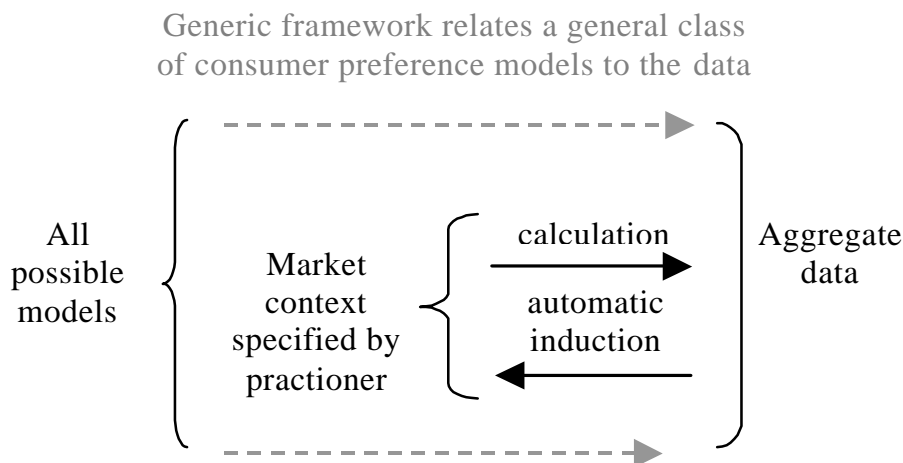 Generic framework relates a general class
of consumer preference models to the data
All
possible
models
Market
context
specified by
practioner
calculation
automatic
induction
Aggregate
data